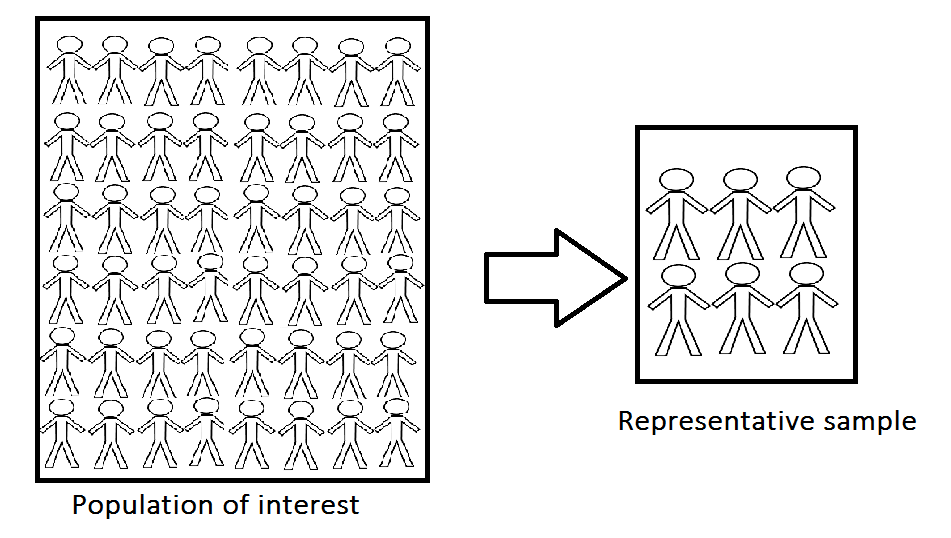 Representative sample
Population of interest